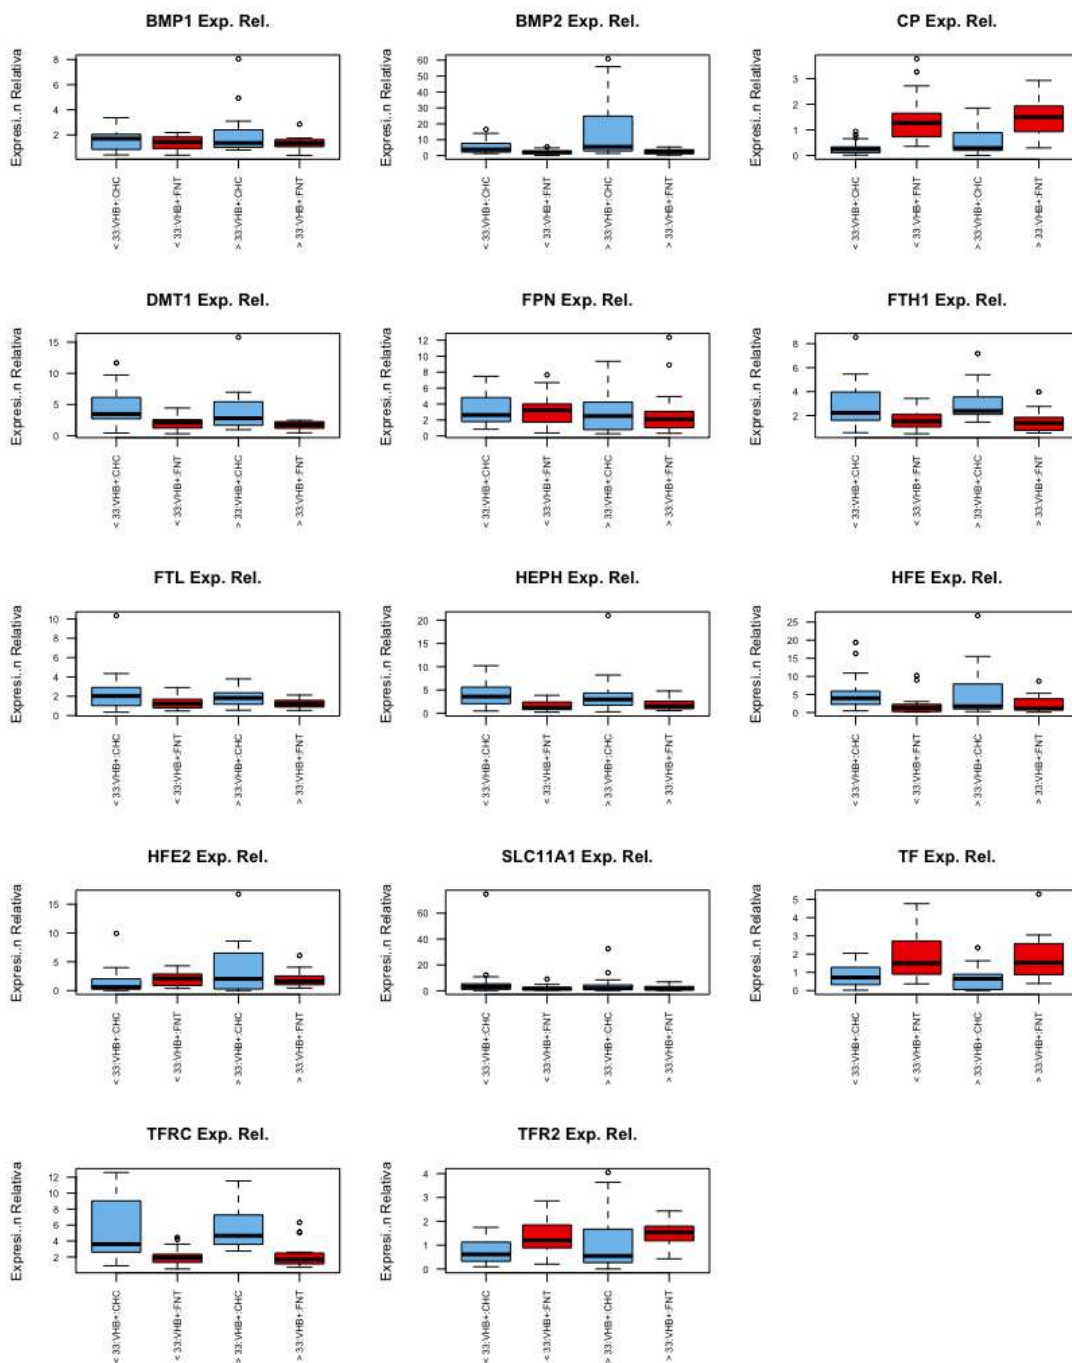 BMP1 Exp. Rel.
BMP2 Exp. Rel.
CP Exp. Rel.
Expresi..n Relativa
8
6
4
2
Expresi..n Relativa
60
50
40
30
20
10
0
Expresi..n Relativa
3
2
1
0
< 33:VHB+:CHC
< 33:VHB+:FNT
> 33:VHB+:CHC
> 33:VHB+:FNT
< 33:VHB+:CHC
< 33:VHB+:FNT
> 33:VHB+:CHC
> 33:VHB+:FNT
< 33:VHB+:CHC
< 33:VHB+:FNT
> 33:VHB+:CHC
> 33:VHB+:FNT
DMT1 Exp. Rel.
FPN Exp. Rel.
FTH1 Exp. Rel.
Expresi..n Relativa
15
10
5
0
Expresi..n Relativa
12
10
8
6
4
2
0
Expresi..n Relativa
8
6
4
2
< 33:VHB+:CHC
< 33:VHB+:FNT
> 33:VHB+:CHC
> 33:VHB+:FNT
< 33:VHB+:CHC
< 33:VHB+:FNT
> 33:VHB+:CHC
> 33:VHB+:FNT
< 33:VHB+:CHC
< 33:VHB+:FNT
> 33:VHB+:CHC
> 33:VHB+:FNT
FTL Exp. Rel.
HEPH Exp. Rel.
HFE Exp. Rel.
Expresi..n Relativa
10
8
6
4
2
0
Expresi..n Relativa
20
15
10
5
0
Expresi..n Relativa
25
20
15
10
5
0
< 33:VHB+:CHC
< 33:VHB+:FNT
> 33:VHB+:CHC
> 33:VHB+:FNT
< 33:VHB+:CHC
< 33:VHB+:FNT
> 33:VHB+:CHC
> 33:VHB+:FNT
< 33:VHB+:CHC
< 33:VHB+:FNT
> 33:VHB+:CHC
> 33:VHB+:FNT
HFE2 Exp. Rel.
SLC11A1 Exp. Rel.
TF Exp. Rel.
Expresi..n Relativa
15
10
5
0
Expresi..n Relativa
60
40
20
0
Expresi..n Relativa
5
4
3
2
1
0
< 33:VHB+:CHC
< 33:VHB+:FNT
> 33:VHB+:CHC
> 33:VHB+:FNT
< 33:VHB+:CHC
< 33:VHB+:FNT
> 33:VHB+:CHC
> 33:VHB+:FNT
< 33:VHB+:CHC
< 33:VHB+:FNT
> 33:VHB+:CHC
> 33:VHB+:FNT
TFRC Exp. Rel.
TFR2 Exp. Rel.
Expresi..n Relativa
12
10
8
6
4
2
Expresi..n Relativa
4
3
2
1
0
< 33:VHB+:CHC
< 33:VHB+:FNT
> 33:VHB+:CHC
> 33:VHB+:FNT
< 33:VHB+:CHC
< 33:VHB+:FNT
> 33:VHB+:CHC
> 33:VHB+:FNT